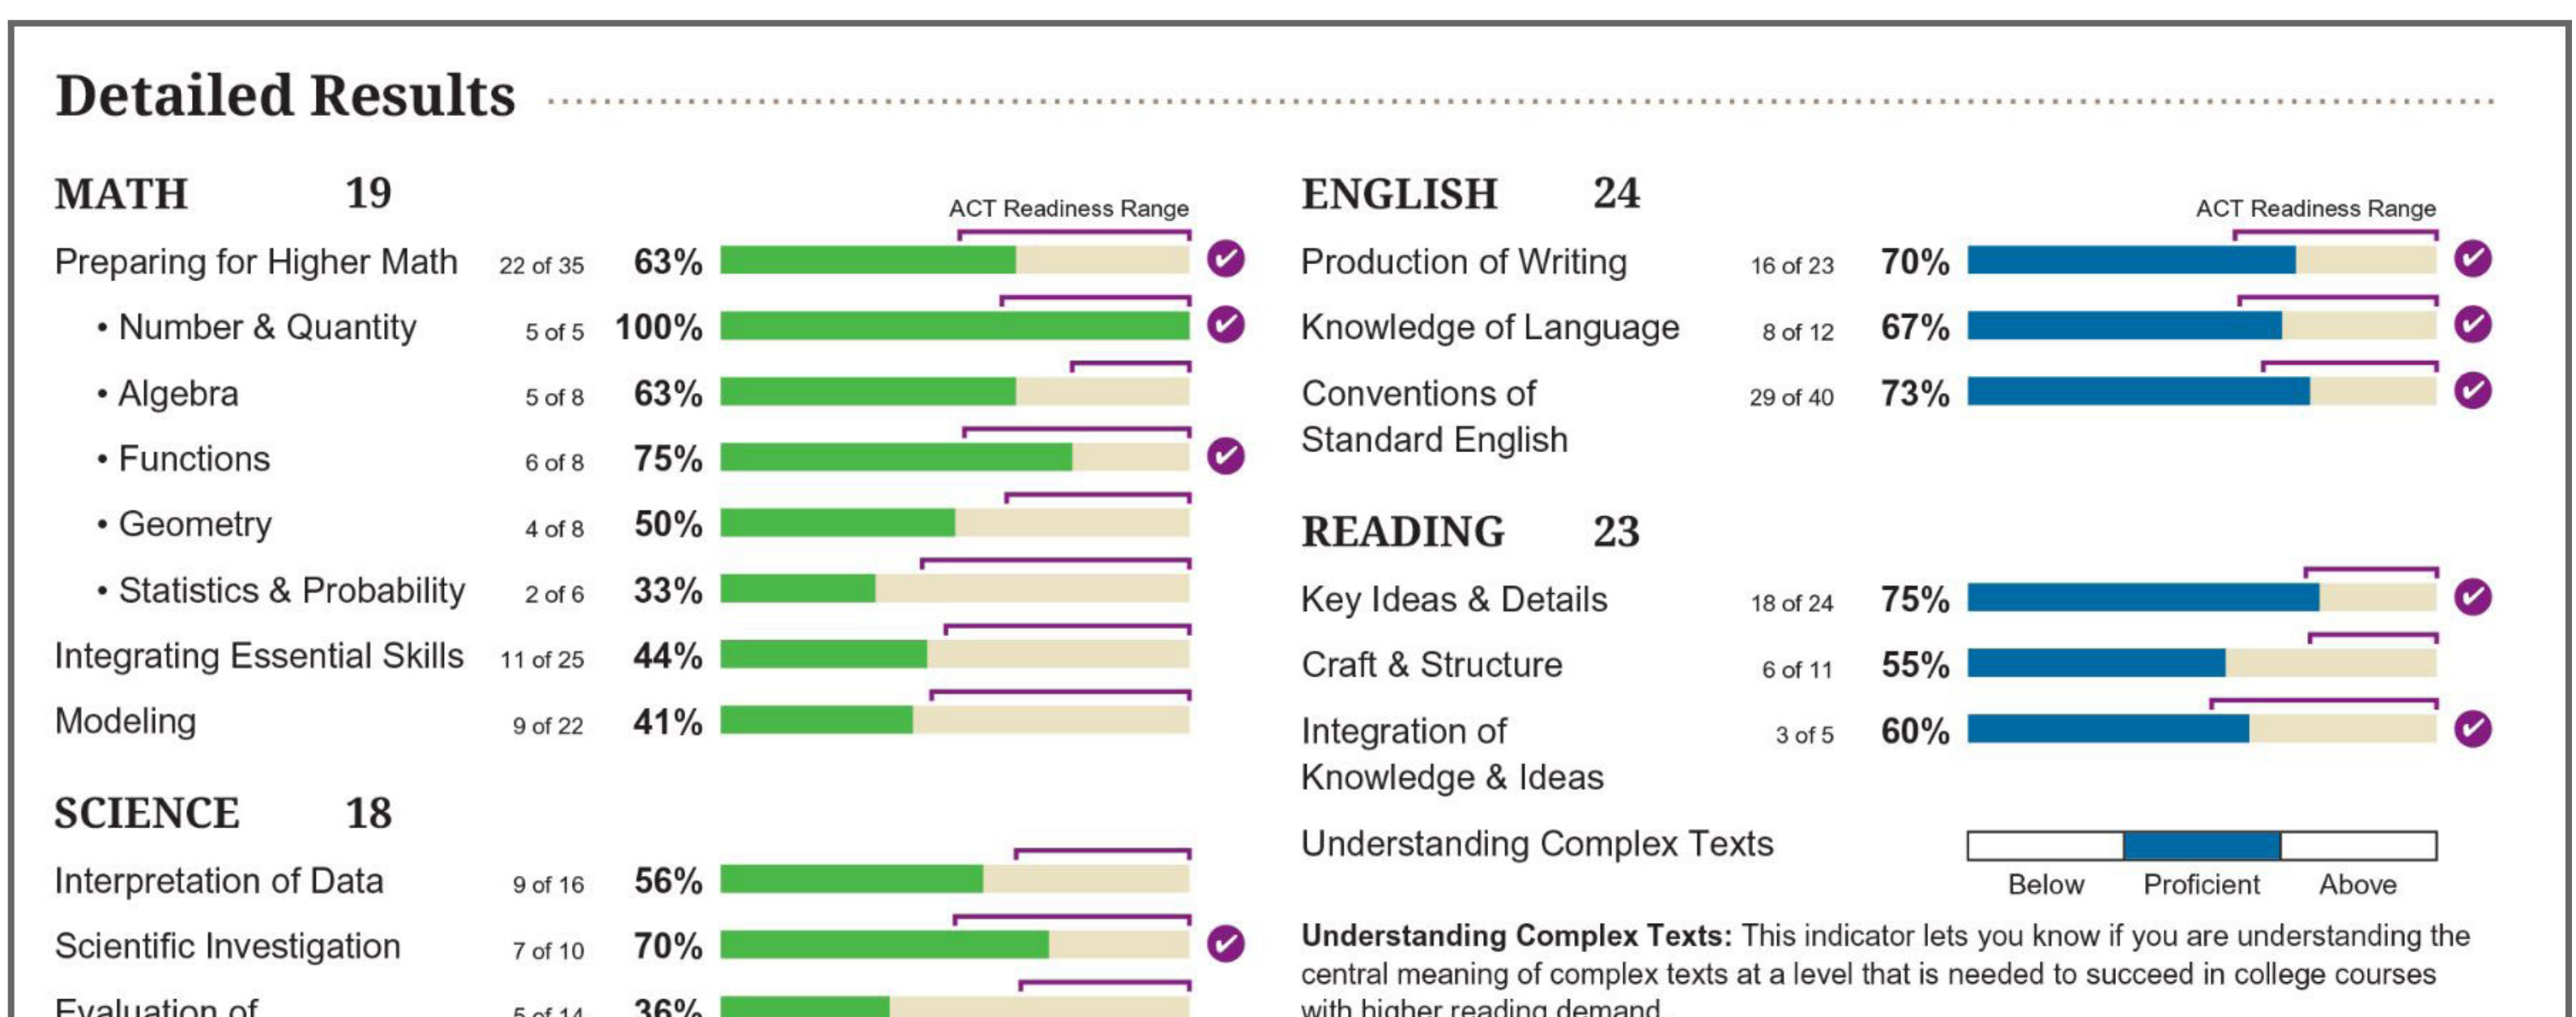 Detailed Results
MATH 19
ACT Readiness Range
Preparing for Higher Math 22 of 35 63%
• Number & Quantity 5 of 5 100%
• Algebra 5 of 8 63%
• Functions 6 of 8 75%
• Geometry 4 of 8 50%
• Statistics & Probability 2 of 6 33%
Integrating Essential Skills 11 of 25 44%
Modeling 9 of 22 41%
SCIENCE 18
Interpretation of Data 9 of 16 56%
Scientific Investigation 7 of 10 70%
Evaluation of 5 of 14 36%
ENGLISH 24
ACT Readiness Range
Production of Writing 16 of 23 70%
Knowledge of Language 8 of 12 67%
Conventions of 29 of 40 73%
Standard English
READING 23
Key Ideas & Details 18 of 24 75%
Craft & Structure 6 of 11 55%
Integration of 3 of 5 60%
Knowledge & Ideas
Understanding Complex Texts
Below Proficient Above
Understanding Complex Texts: This indicator lets you know if you are understanding the
central meaning of complex texts at a level that is needed to succeed in college courses
with higher reading demand.